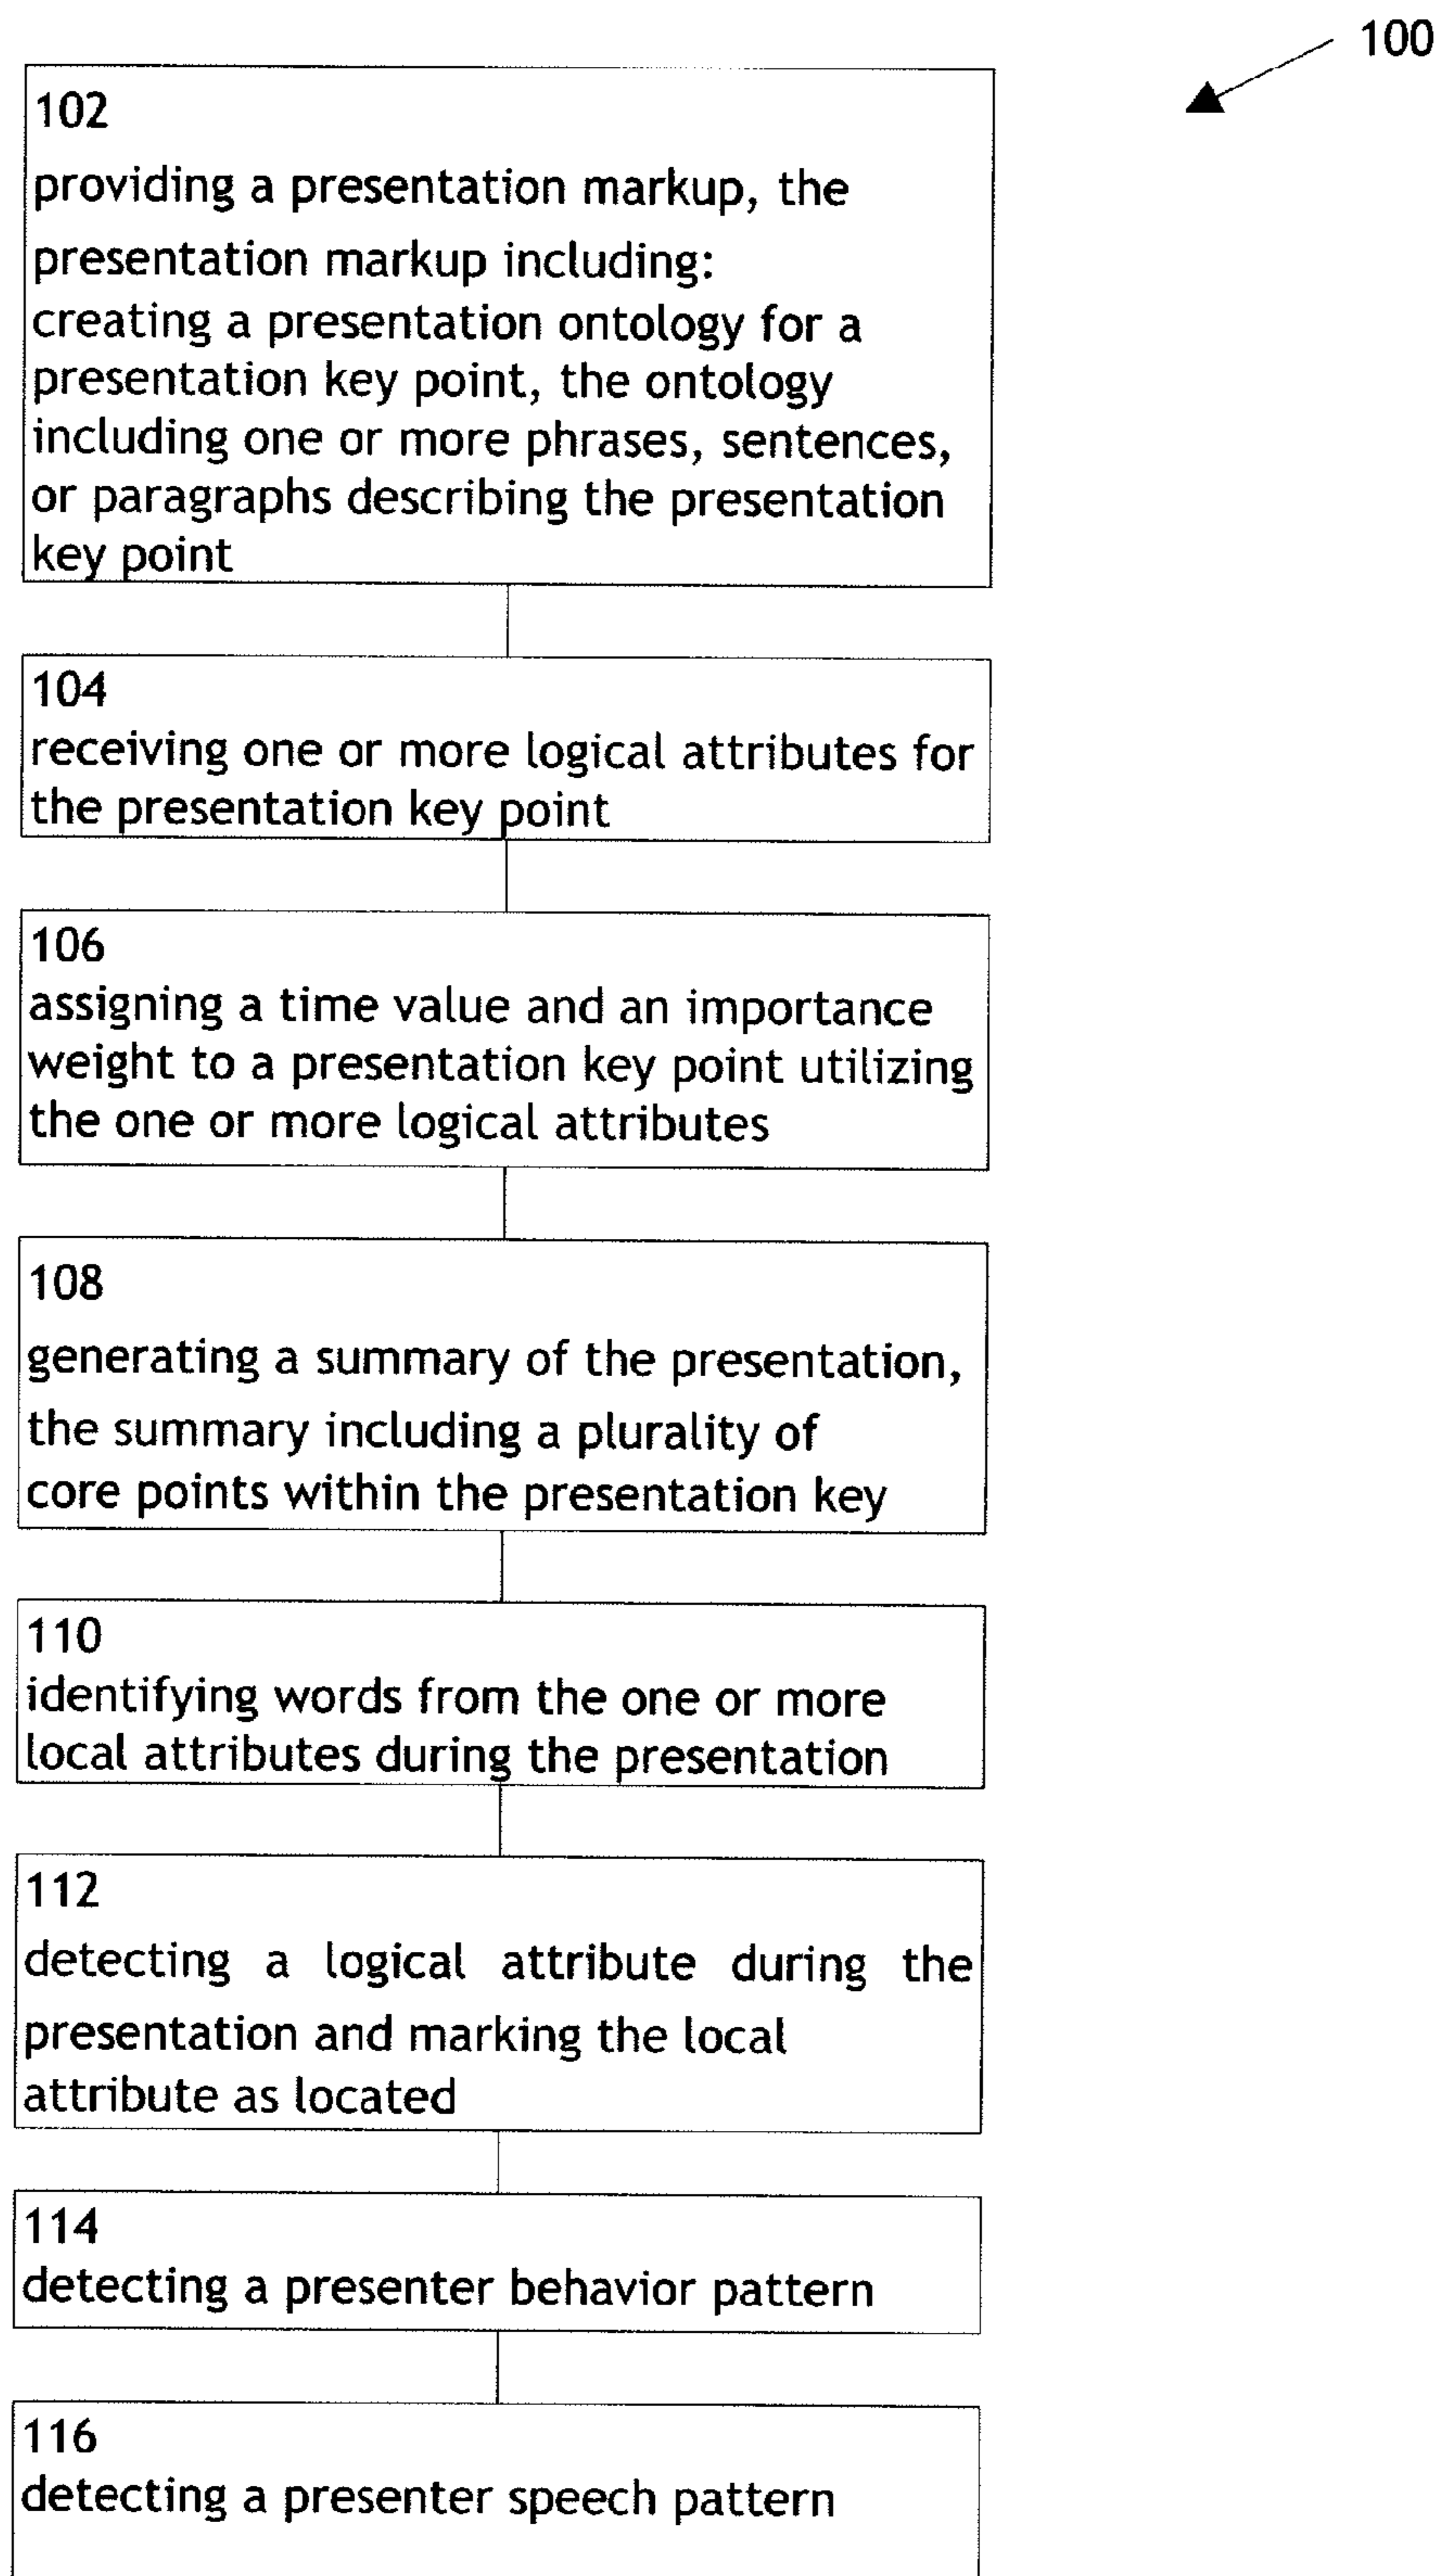 100
102
providing a presentation markup, the
presentation markup including:
creating a presentation ontology for a
presentation key point, the ontology
including one or more phrases, sentences,
or paragraphs describing the presentation
key point
104
receiving one or more logical attributes for
the presentation key point
106
assigning a time value and an importance
weight to a presentation key point utilizing
the one or more logical attributes
108
generating a summary of the presentation,
the summary including a plurality of
core points within the presentation key
110
identifying words from the one or more
local attributes during the presentation
112
detecting a logical attribute during the
presentation and marking the local
attribute as located
114
detecting a presenter behavior pattern
116
detecting a presenter speech pattern